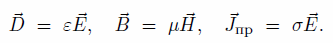 D⃗ = εE⃗, B⃗ = μH⃗, J⃗пр = σE⃗.